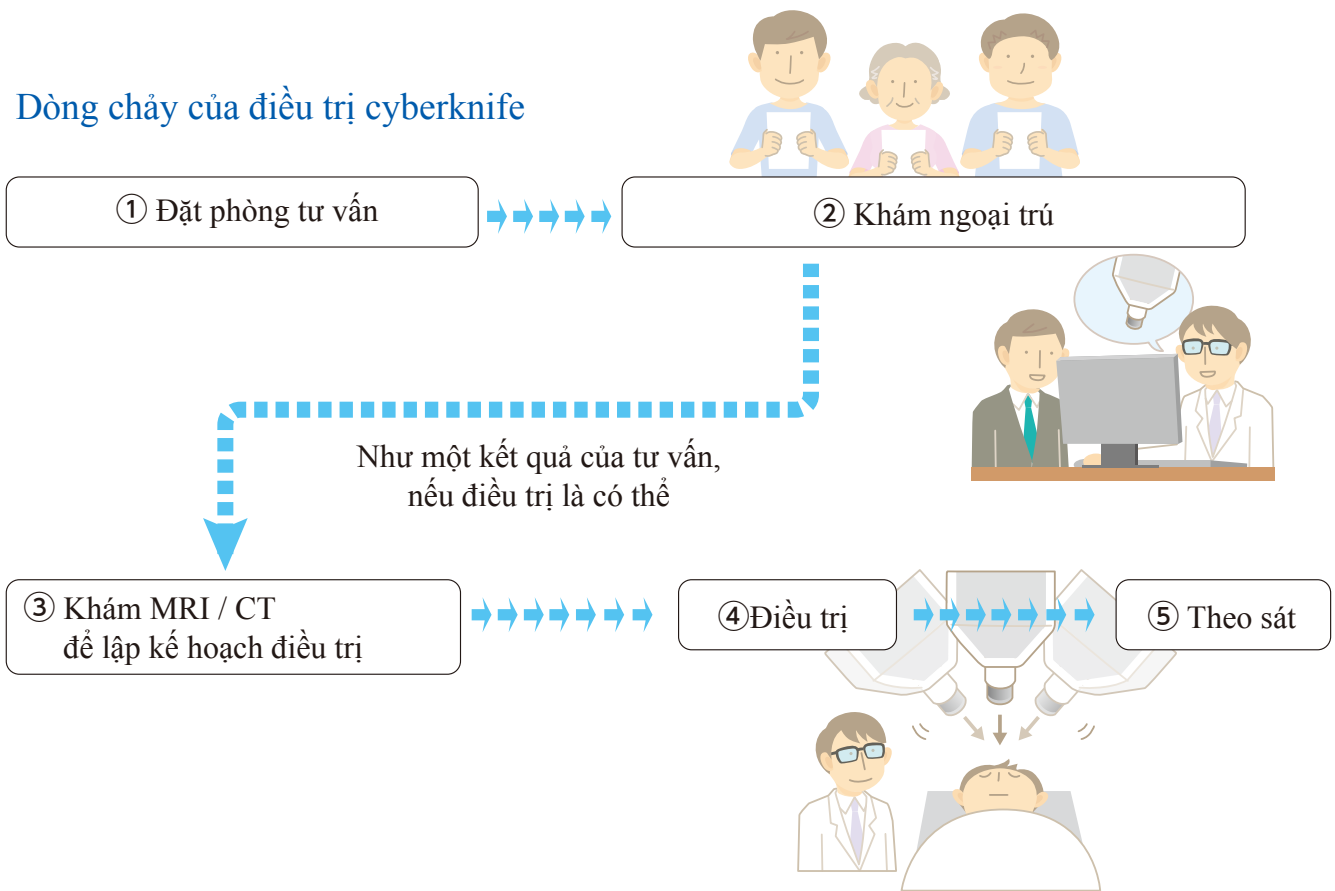 Dòng chảy của điều trị cyberknife
① Đặt phòng tư vấn
② Khám ngoại trú
Như một kết quả của tư vấn,
nếu điều trị là có thể
③ Khám MRI / CT
để lập kế hoạch điều trị
④Điều trị
⑤ Theo sát